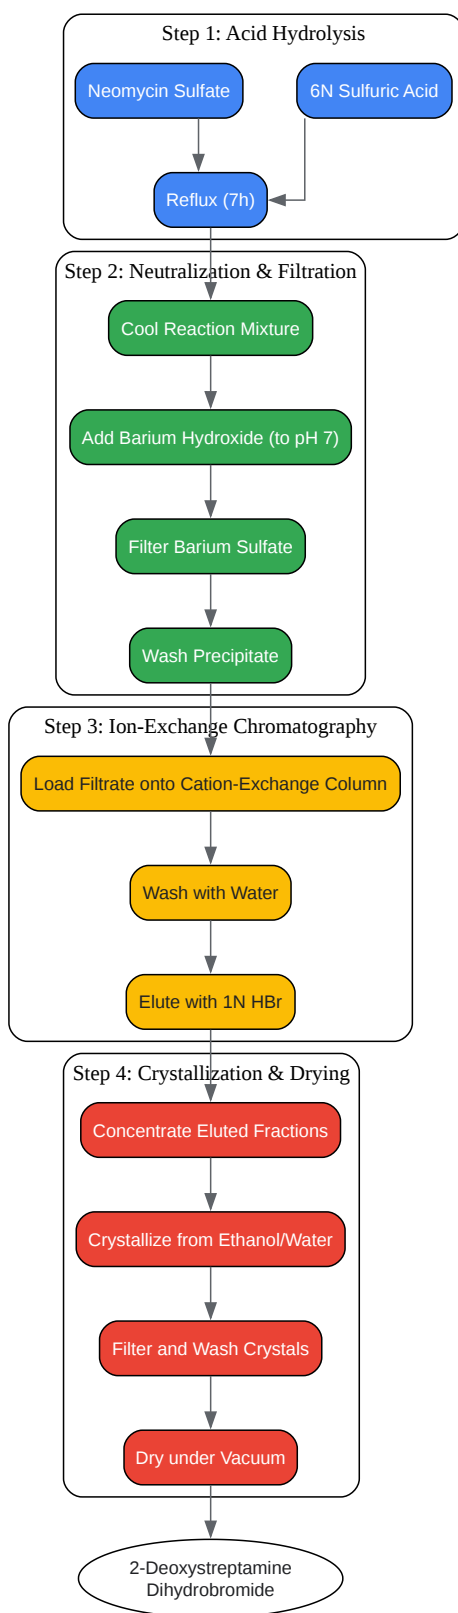 Step 1: Acid Hydrolysis
Neomycin Sulfate
6N Sulfuric Acid
Reflux (7h)
Step 2: Neutralization & Filtration
Cool Reaction Mixture
Add Barium Hydroxide (to pH 7)
Filter Barium Sulfate
Wash Precipitate
Step 3: Ion-Exchange Chromatography
Load Filtrate onto Cation-Exchange Column
Wash with Water
Elute with 1N HBr
Step 4: Crystallization & Drying
Concentrate Eluted Fractions
Crystallize from Ethanol/Water
Filter and Wash Crystals
Dry under Vacuum
2-Deoxystreptamine
Dihydrobromide